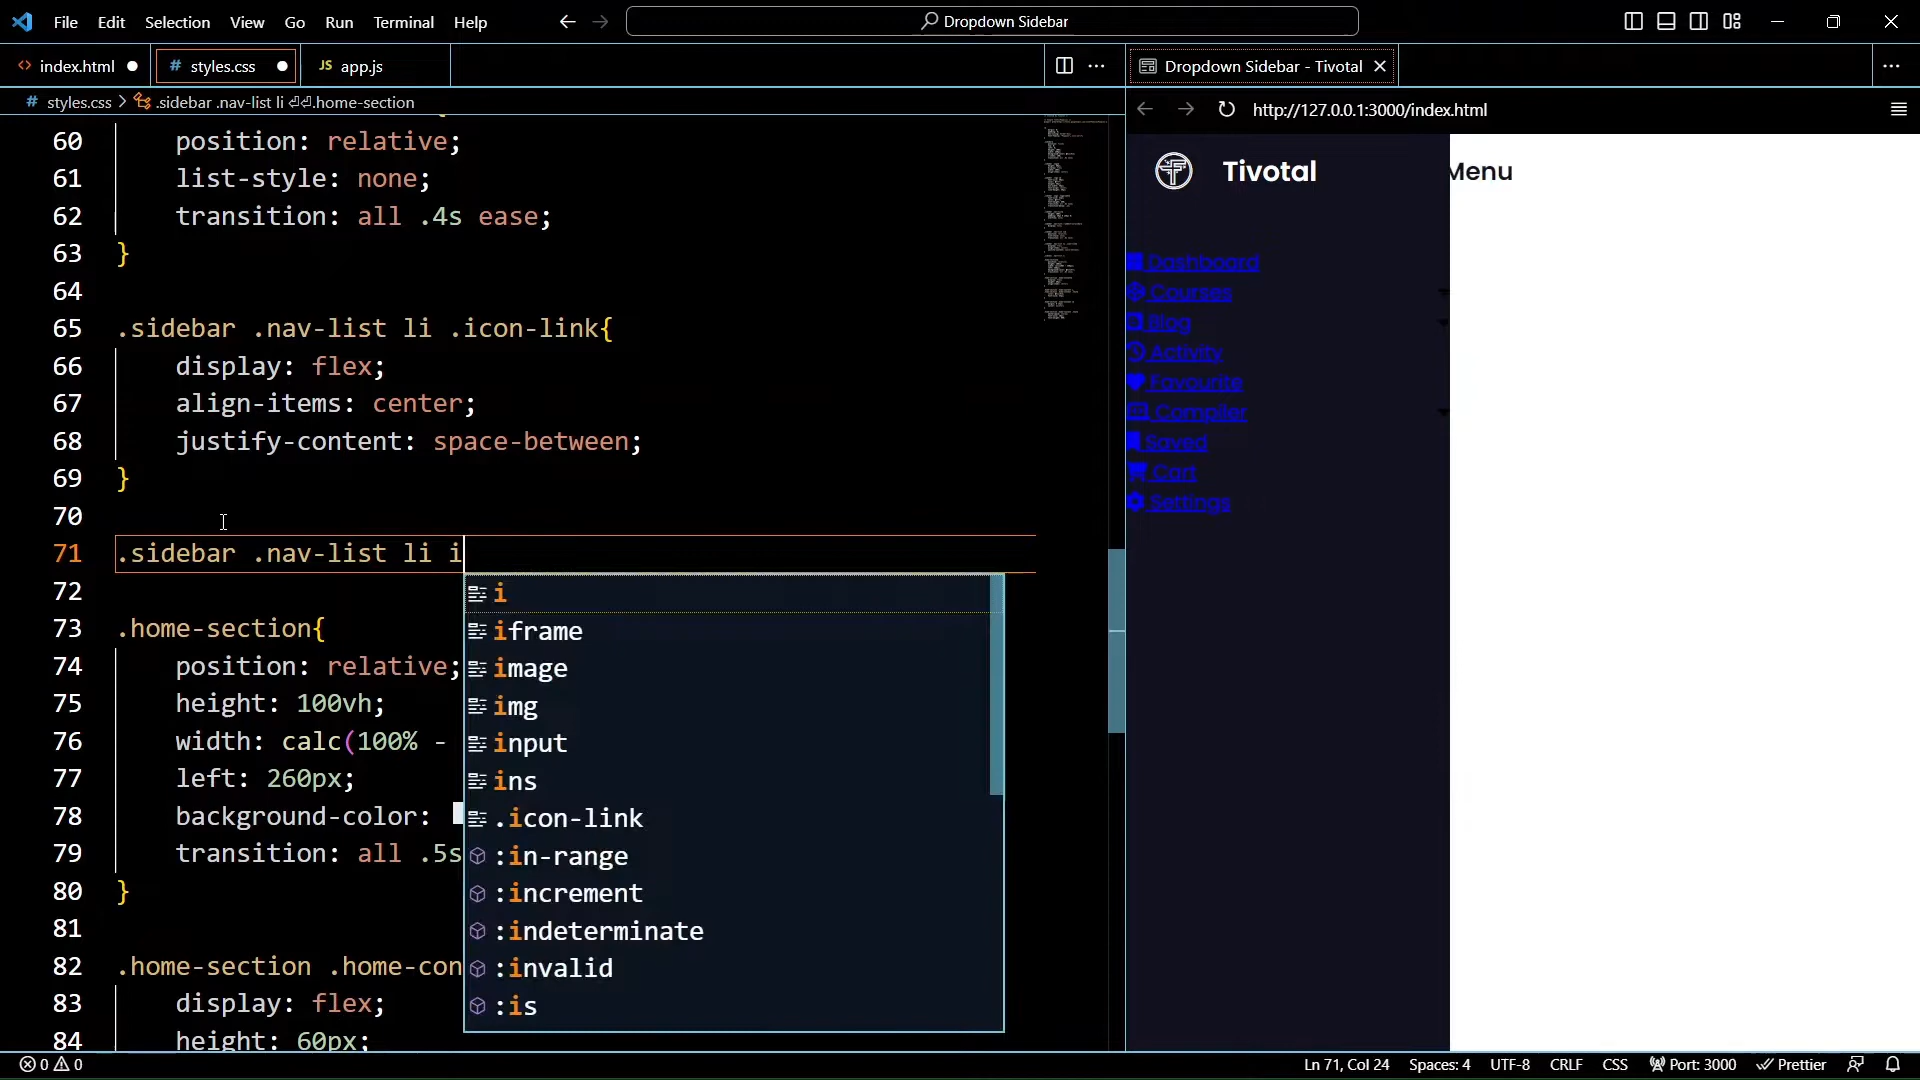 File Edit Selection View Go Run Terminal Help
Dropdown Sidebar
index.html
# styles.css
JS app.js
Dropdown Sidebar - Tivotal
# styles.css > .sidebar .nav-list li ⏎⏎.home-section
http://127.0.0.1:3000/index.html
60 position: relative;
61 list-style: none;
62 transition: all .4s ease;
63 }
64
65 .sidebar .nav-list li .icon-link{
66 display: flex;
67 align-items: center;
68 justify-content: space-between;
69 }
70
71 .sidebar .nav-list li i
72
73 .home-section{
74 position: relative;
75 height: 100vh;
76 width: calc(100% -
77 left: 260px;
78 background-color:
79 transition: all .5s
80 }
81
82 .home-section .home-con
83 display: flex;
84 height: 60px;
i
iframe
image
img
input
ins
.icon-link
:in-range
:increment
:indeterminate
:invalid
:is
Tivotal
Menu
Dashboard
Courses
Blog
Activity
Favourite
Compiler
Saved
Cart
Settings
0 0
Ln 71, Col 24 Spaces: 4 UTF-8 CRLF CSS Port: 3000 Prettier